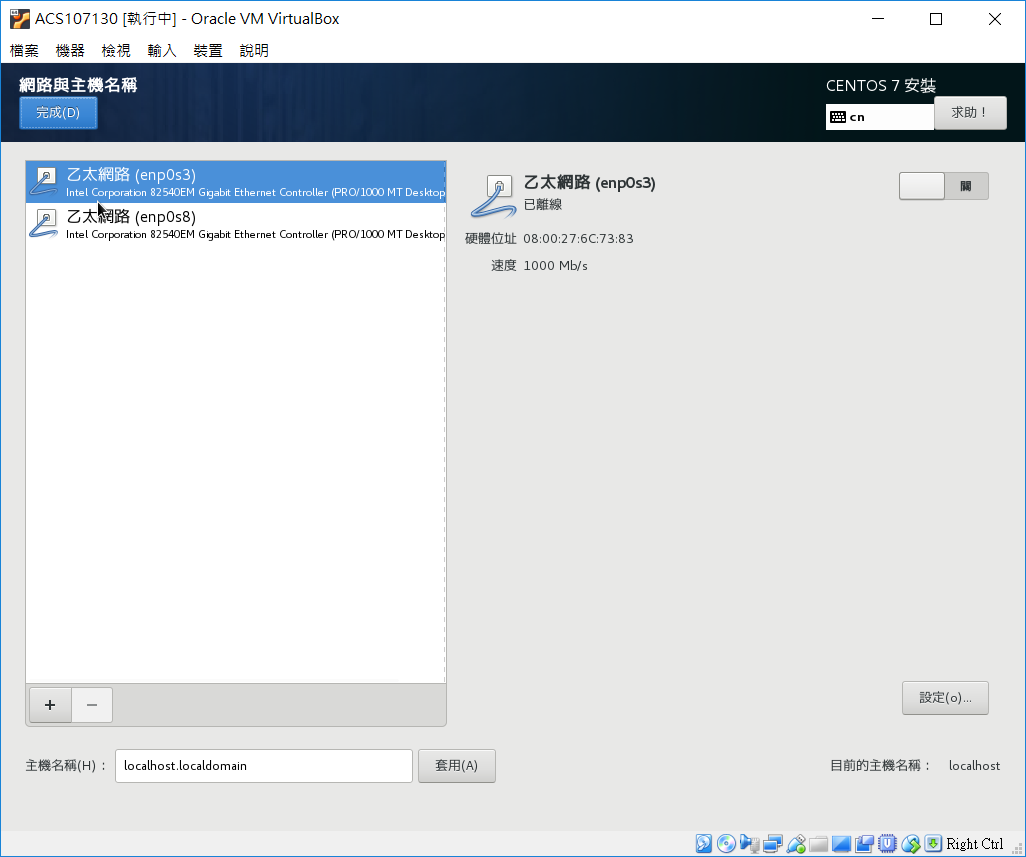 ACS107130 [執行中] - Oracle VM VirtualBox
檔案 機器 檢視 輸入 裝置 說明
網路與主機名稱
完成(D)
CENTOS 7 安裝
cn
求助！
乙太網路 (enp0s3)
Intel Corporation 82540EM Gigabit Ethernet Controller (PRO/1000 MT Desktop
乙太網路 (enp0s8)
Intel Corporation 82540EM Gigabit Ethernet Controller (PRO/1000 MT Desktop
乙太網路 (enp0s3)
已離線
關
硬體位址 08:00:27:6C:73:83
速度 1000 Mb/s
+ −
設定(o)...
主機名稱(H)： localhost.localdomain 套用(A) 目前的主機名稱： localhost
Right Ctrl